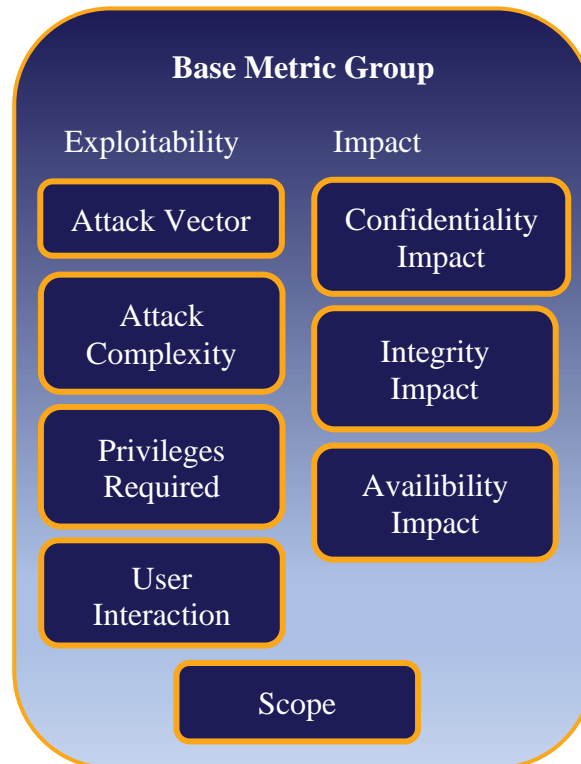 Base Metric Group
Exploitability
Attack Vector
Attack
Complexity
Privileges
Required
User
Interaction
Impact
Confidentiality
Impact
Integrity
Impact
Availibility
Impact
Scope